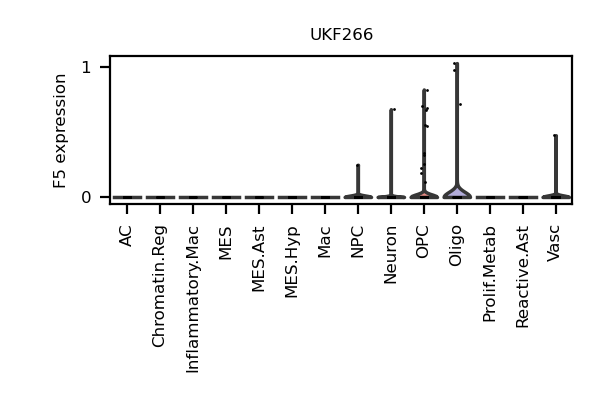 UKF266
F5 expression
1
0
AC
Chromatin.Reg
Inflammatory.Mac
MES
MES.Ast
MES.Hyp
Mac
NPC
Neuron
OPC
Oligo
Prolif.Metab
Reactive.Ast
Vasc